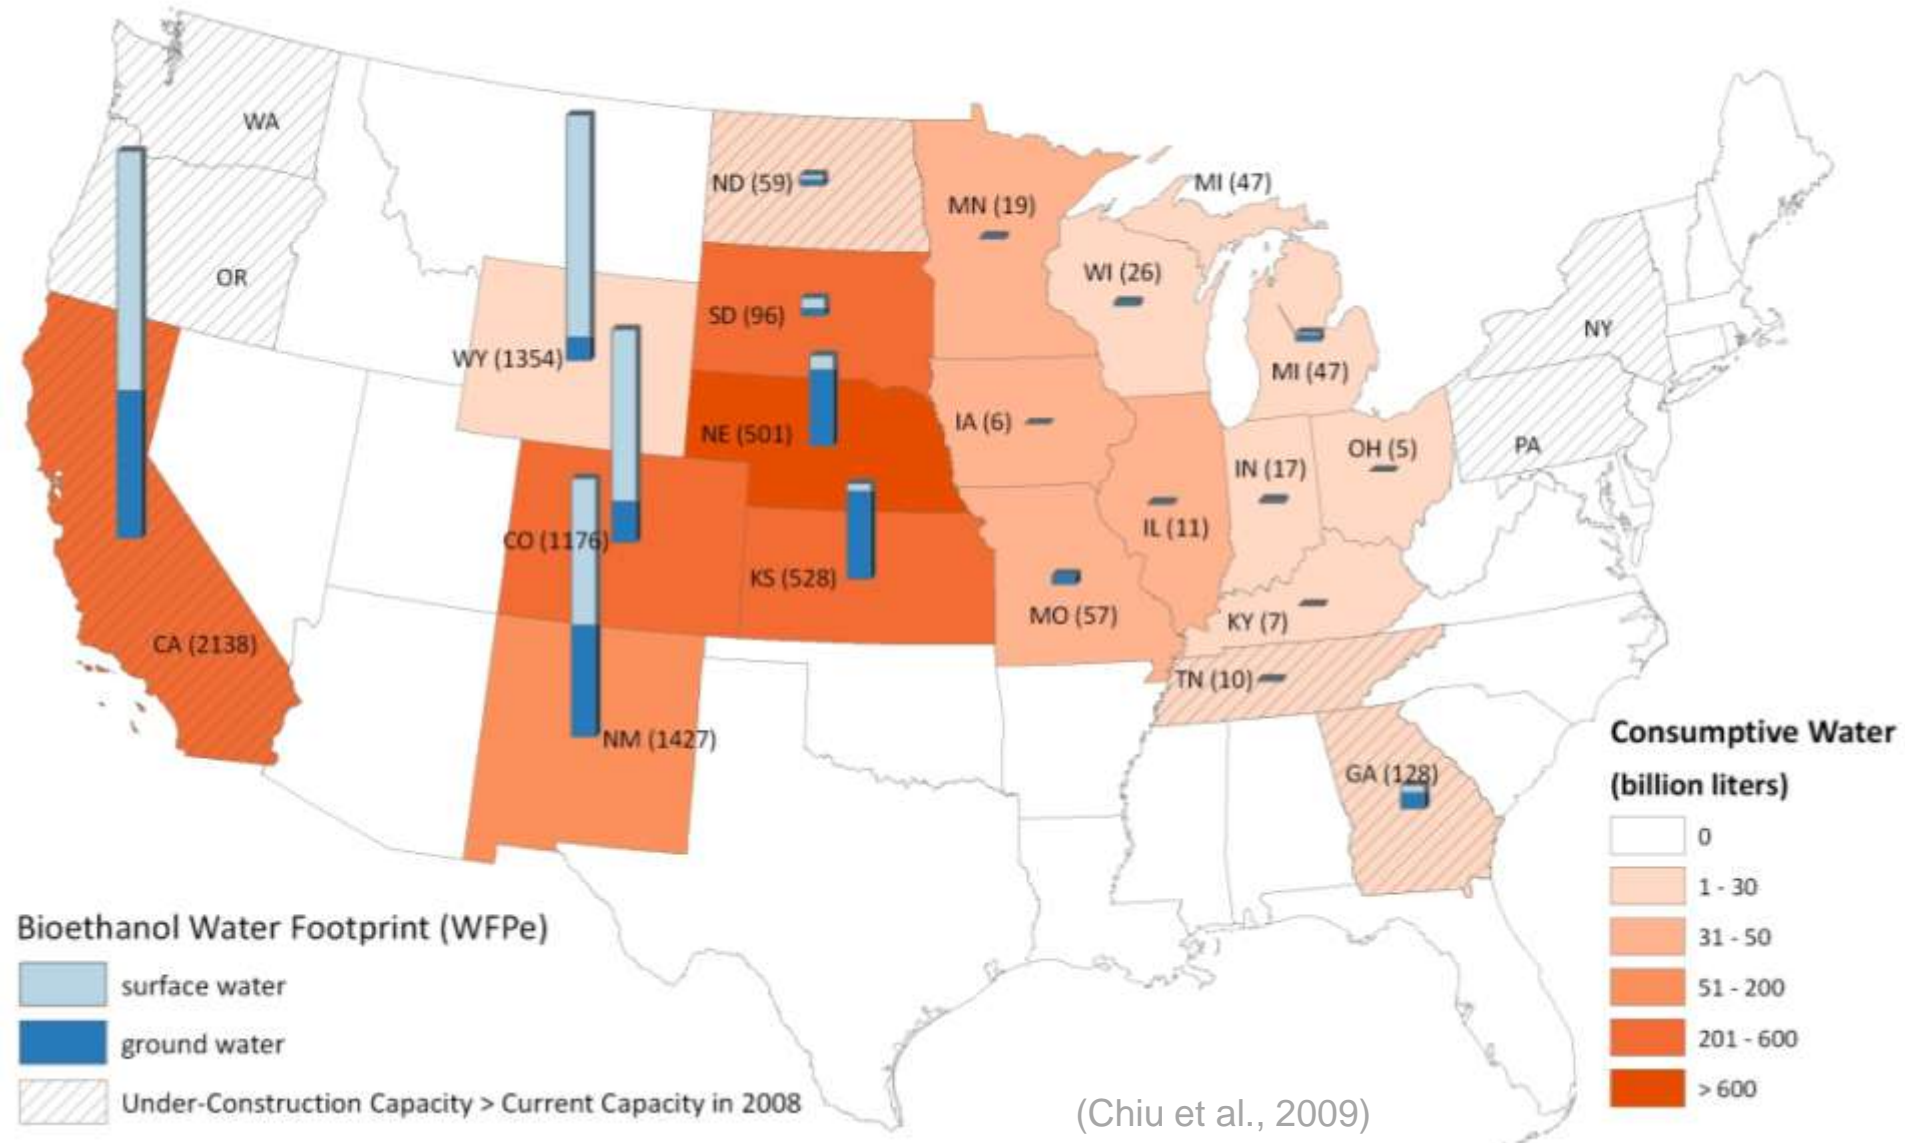 WA
MI (47)
ND (59)
MN (19)
OR
WI (26)
SD (96)
NY
WY (1354)
MI (47)
IA (6)
NE (501)
OH (5)
PA
IN (17)
IL (11)
CO (1176)
KS (528)
MO (57)
KY (7)
CA (2138)
TN (10)
NM (1427)
GA (128)
Consumptive Water
(billion liters)
0
1 - 30
31 - 50
51 - 200
201 - 600
> 600
Bioethanol Water Footprint (WFPe)
surface water
ground water
Under-Construction Capacity > Current Capacity in 2008
(Chiu et al., 2009)